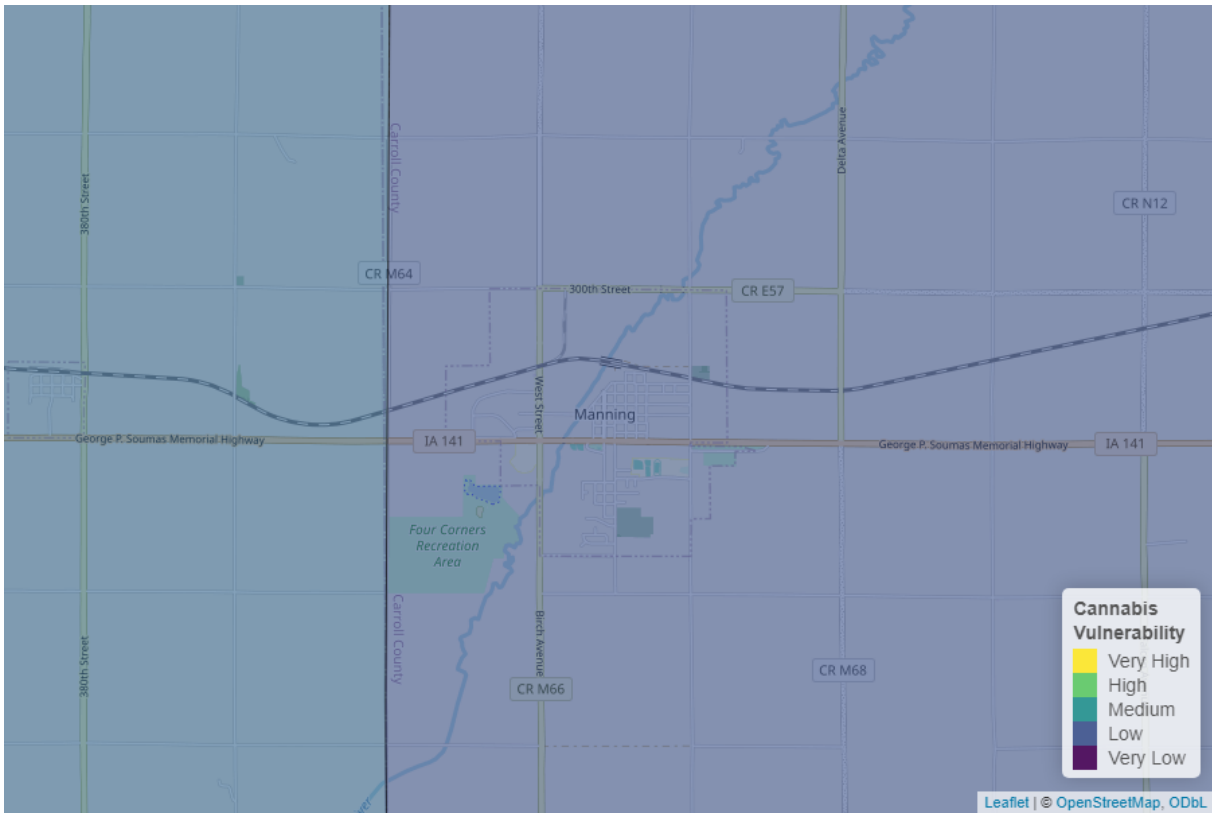 380th Street
Carroll County
Delta Avenue
CR N12
CR M64
300th Street
CR E57
West Street
Manning
George P. Soumas Memorial Highway
IA 141
George P. Soumas Memorial Highway
IA 141
Four Corners
Recreation
Area
Carroll County
Birch Avenue
380th Street
CR M68
CR M66
Cannabis
Vulnerability
Very High
High
Medium
Low
Very Low
Leaflet | © OpenStreetMap, ODbL